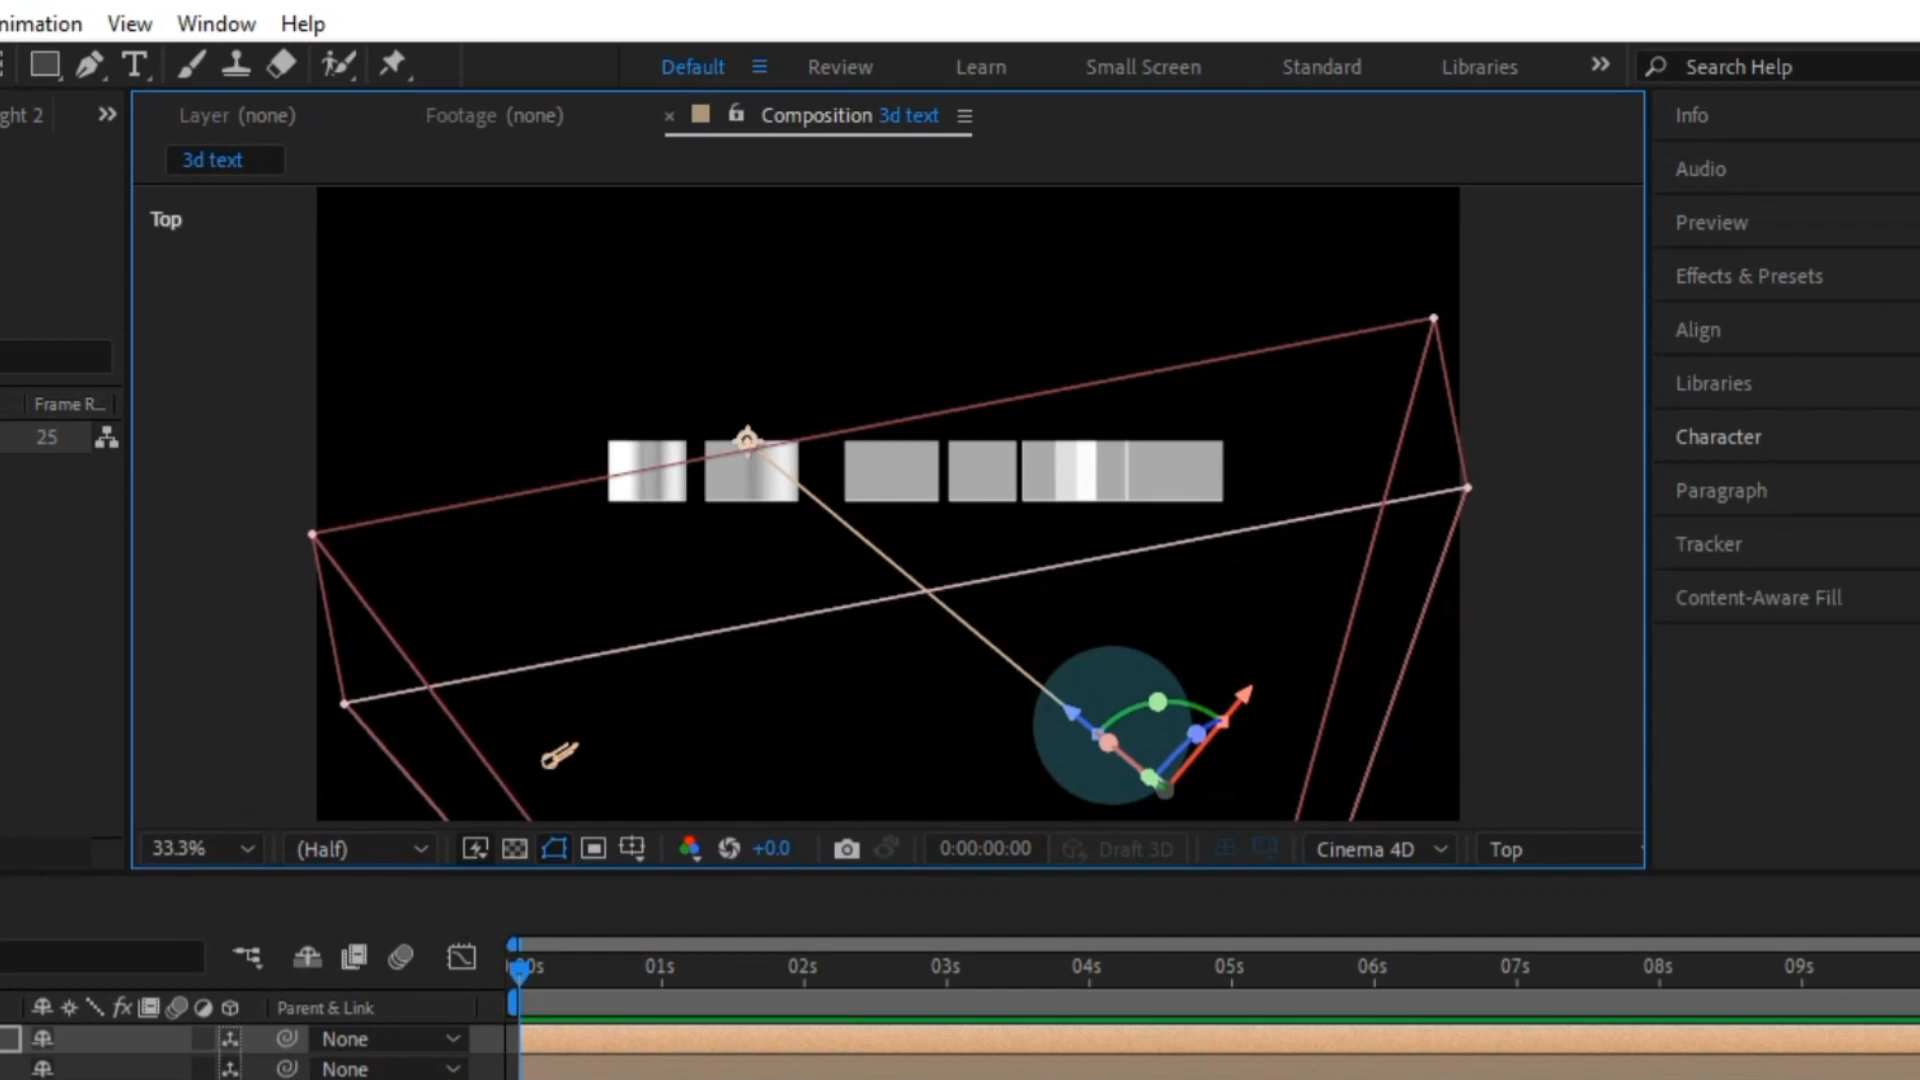 nimation View Window Help
T Default Review Learn Small Screen Standard Libraries Search Help
ght 2 Layer (none) Footage (none) × Composition 3d text Info
3d text
Audio
Top
Preview
Effects & Presets
Align
Libraries
Frame R...
25
Character
Paragraph
Tracker
Content-Aware Fill
33.3% (Half) +0.0 0:00:00:00 Draft 3D Cinema 4D Top
00s 01s 02s 03s 04s 05s 06s 07s 08s 09s
fx Parent & Link
None
None